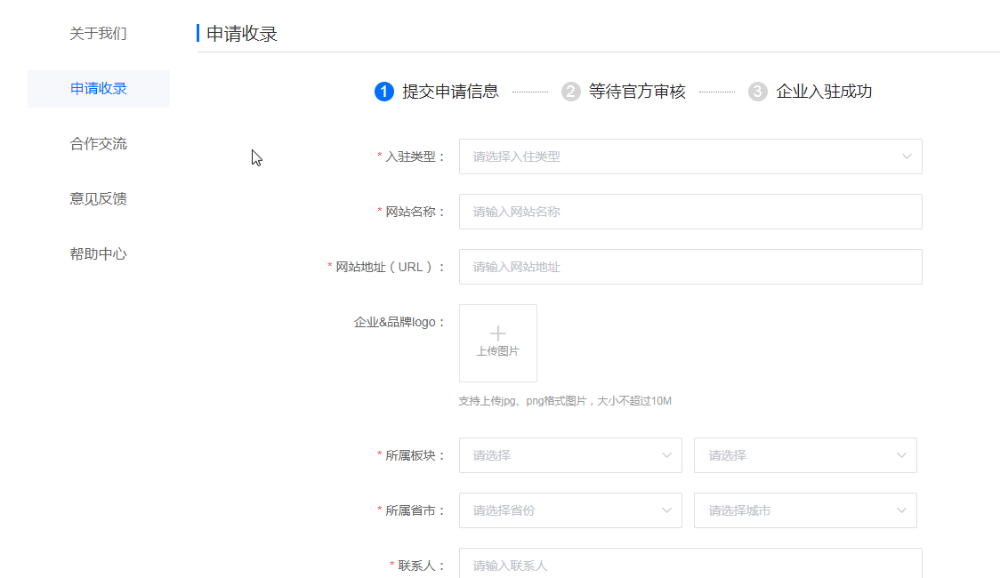 关于我们
申请收录
合作交流
意见反馈
帮助中心
申请收录
1 提交申请信息 2 等待官方审核 3 企业入驻成功
* 入驻类型： 请选择入住类型
* 网站名称： 请输入网站名称
* 网站地址（URL）： 请输入网站地址
企业&品牌logo：
上传图片
支持上传jpg、png格式图片，大小不超过10M
* 所属板块： 请选择 请选择
* 所属省市： 请选择省份 请选择城市
* 联系人： 请输入联系人